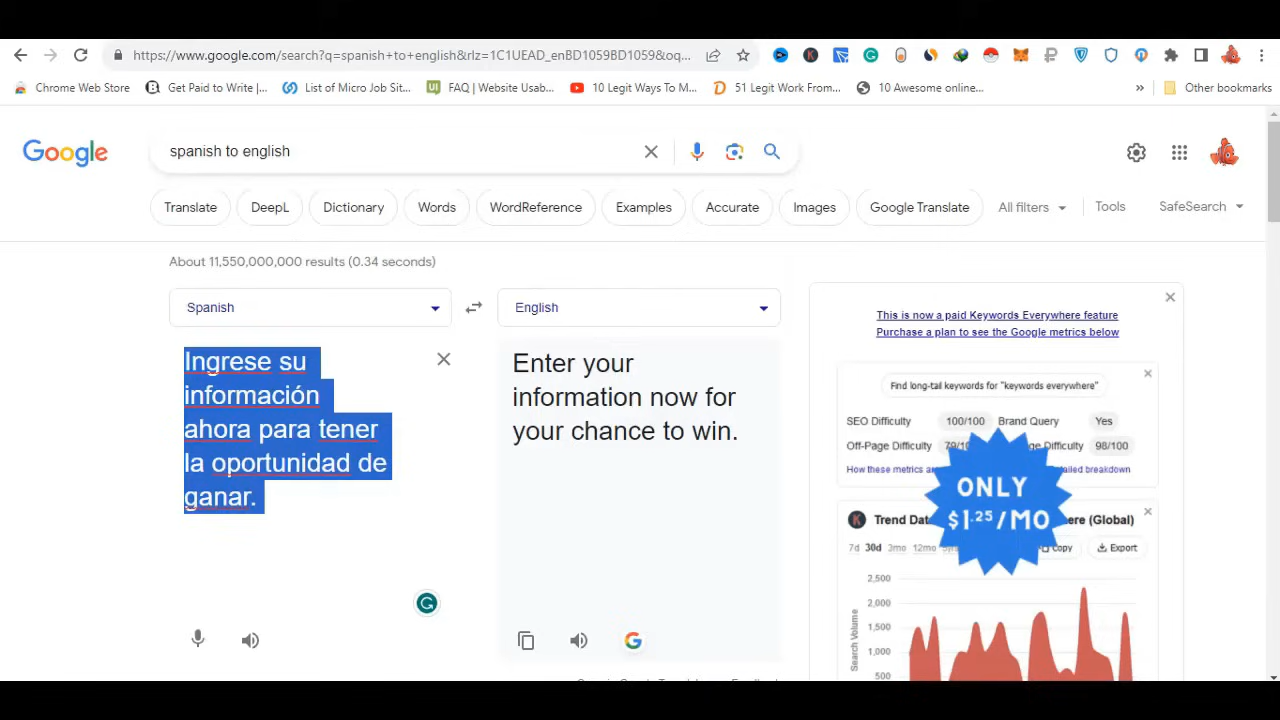 https://www.google.com/search?q=spanish+to+english&rlz=1C1UEAD_enBD1059BD1059&oq...
Chrome Web Store
Get Paid to Write |...
List of Micro Job Sit...
FAQ | Website Usab...
10 Legit Ways To M...
51 Legit Work From...
10 Awesome online...
»
Other bookmarks
Google
spanish to english
Translate
DeepL
Dictionary
Words
WordReference
Examples
Accurate
Images
Google Translate
All filters
Tools
SafeSearch
About 11,550,000,000 results (0.34 seconds)
Spanish
English
Ingrese su
información
ahora para tener
la oportunidad de
ganar.
Enter your
information now for
your chance to win.
This is now a paid Keywords Everywhere feature
Purchase a plan to see the Google metrics below
Find long-tail keywords for "keywords everywhere"
SEO Difficulty 100/100 Brand Query Yes
Off-Page Difficulty 79/100 Difficulty 98/100
How these metrics ar ailed breakdown
ONLY
$1.25/MO
Trend Dat ere (Global)
7d 30d 3mo 12mo Copy Export
Search Volume
2,500
2,000
1,500
1,000
500